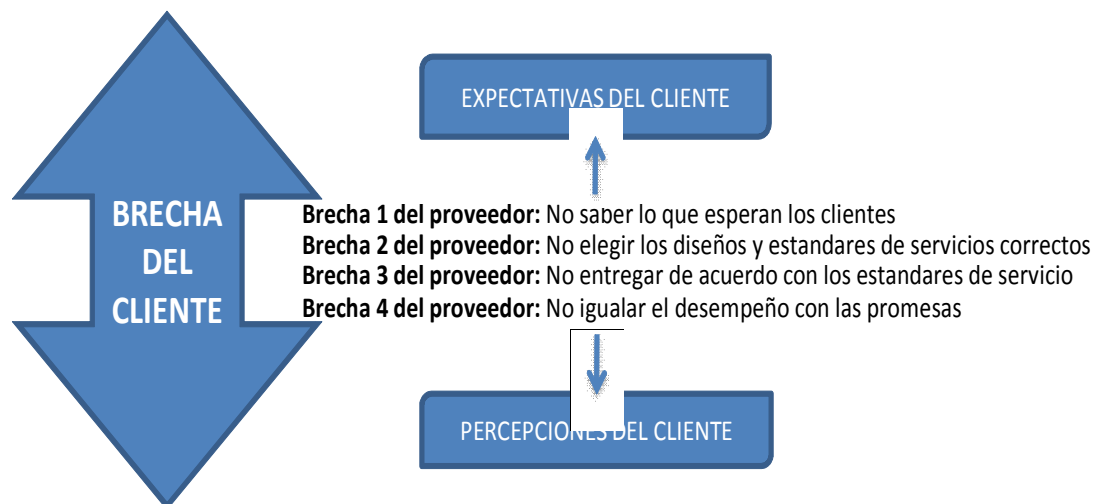 EXPECTATIVAS DEL CLIENTE
BRECHA
DEL
CLIENTE
Brecha 1 del proveedor: No saber lo que esperan los clientes
Brecha 2 del proveedor: No elegir los diseños y estandares de servicios correctos
Brecha 3 del proveedor: No entregar de acuerdo con los estandares de servicio
Brecha 4 del proveedor: No igualar el desempeño con las promesas
PERCEPCIONES DEL CLIENTE